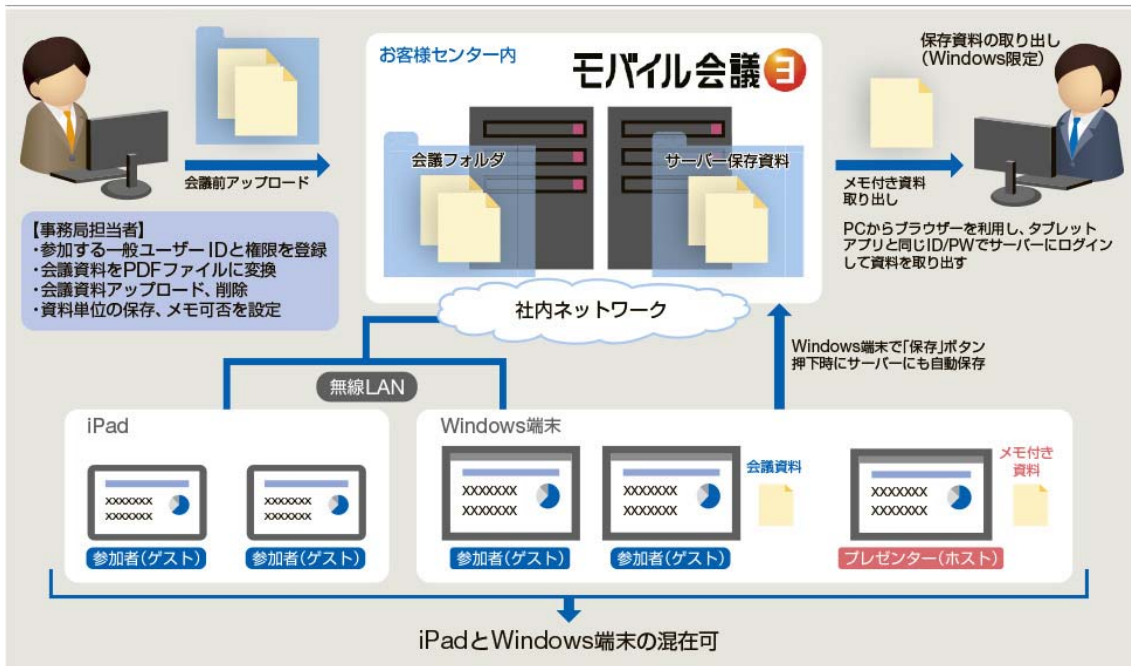 お客様センター内
モバイル会議3
保存資料の取り出し
(Windows限定)
会議フォルダ
サーバー保存資料
会議前アップロード
メモ付き資料
取り出し
【事務局担当者】
・参加する一般ユーザーIDと権限を登録
・会議資料をPDFファイルに変換
・会議資料アップロード、削除
・資料単位の保存、メモ可否を設定
PCからブラウザーを利用し、タブレット
アプリと同じID/PWでサーバーにログイン
して資料を取り出す
社内ネットワーク
Windows端末で「保存」ボタン
押下時にサーバーにも自動保存
無線LAN
iPad
XXXXXXX
XXXXXXX
参加者(ゲスト)
XXXXXXX
XXXXXXX
参加者(ゲスト)
Windows端末
XXXXXXX
XXXXXXX
参加者(ゲスト)
XXXXXXX
XXXXXXX
参加者(ゲスト)
会議資料
XXXXXXX
XXXXXXX
プレゼンター(ホスト)
メモ付き
資料
iPadとWindows端末の混在可